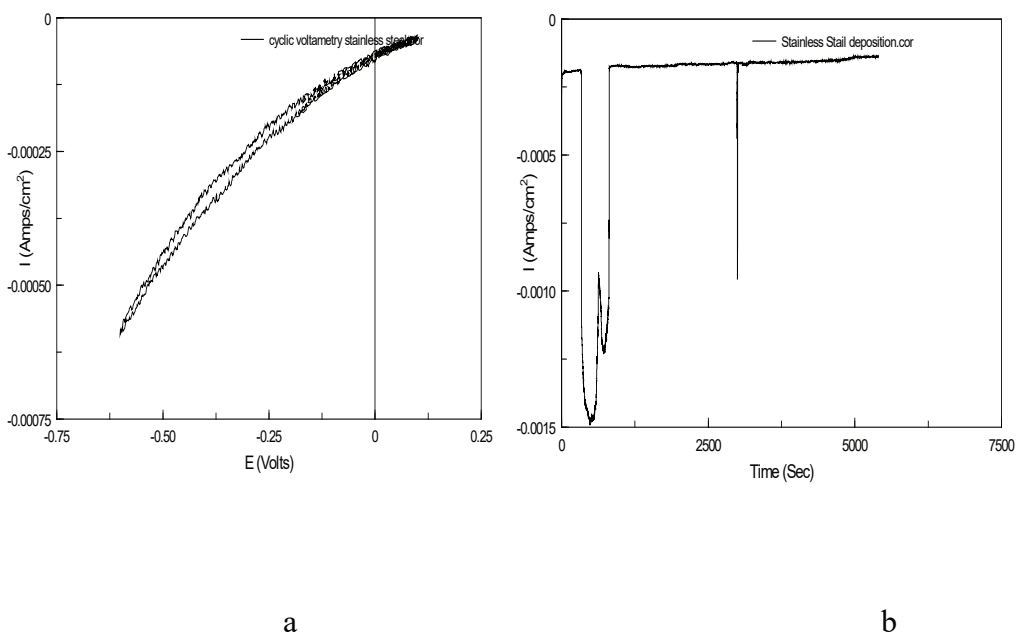 0
-0.00025
-0.00050
-0.00075
I (Amps/cm²)
cyclic voltametry stainless steel.cor
-0.75
-0.50
-0.25
0
0.25
E (Volts)
a
0
-0.0005
-0.0010
-0.0015
I (Amps/cm²)
Stainless Stail deposition.cor
0
2500
5000
7500
Time (Sec)
b